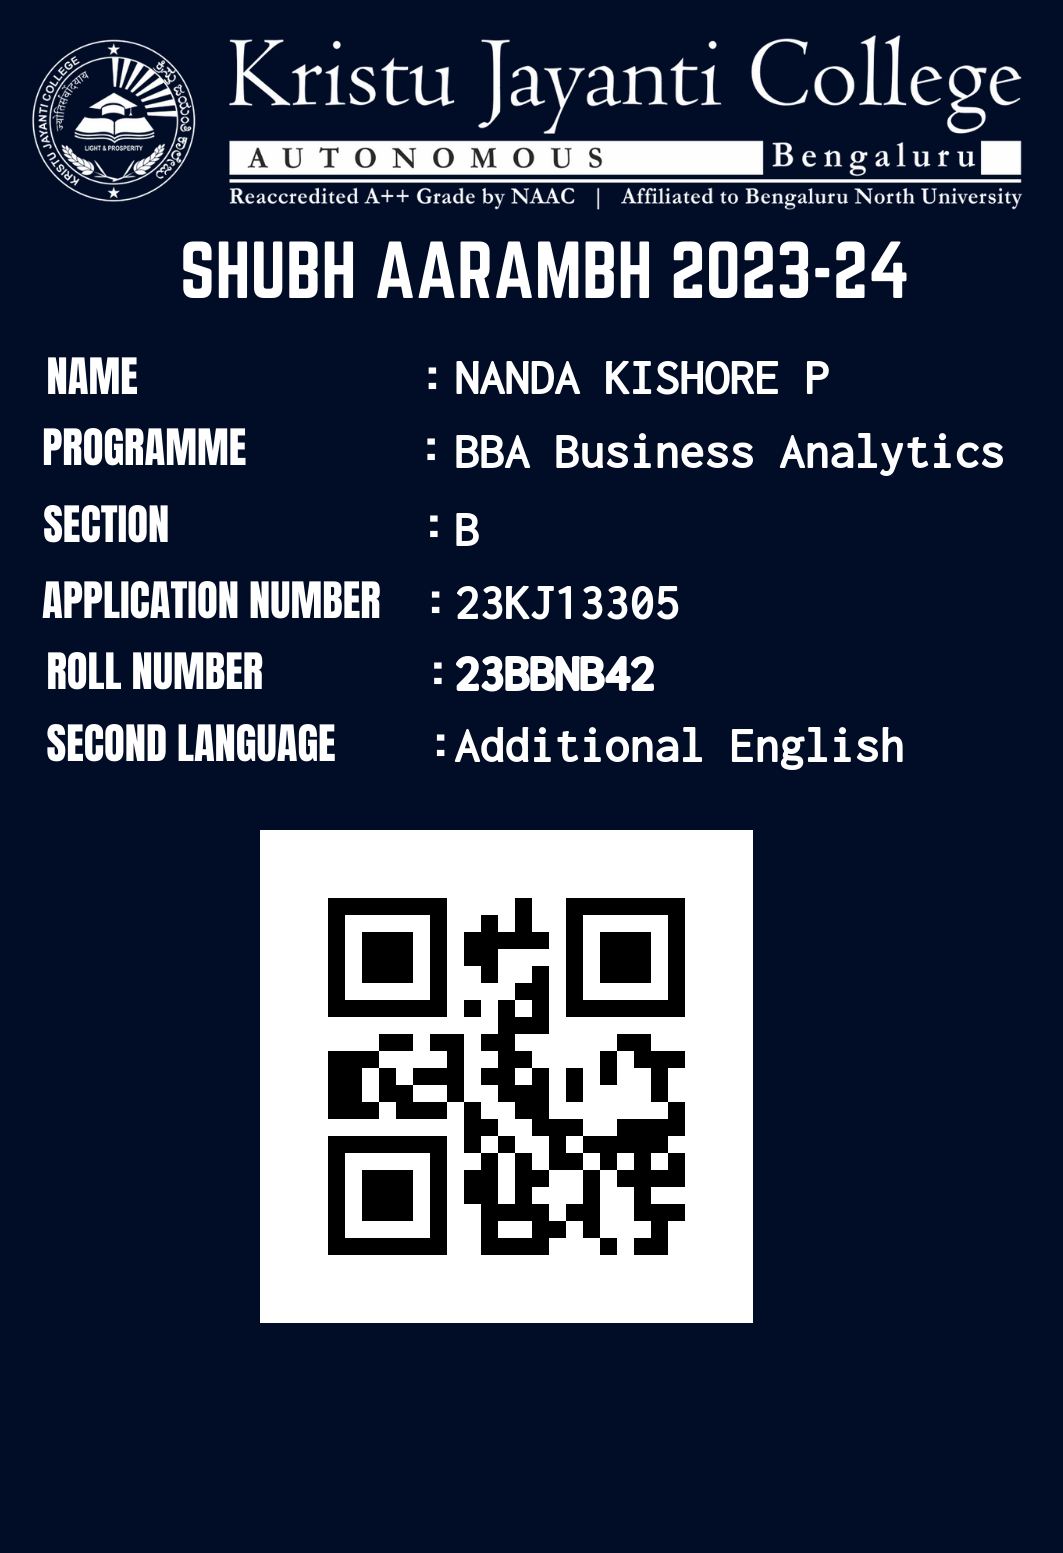 KRISTU JAYANTI COLLEGE
ಕ್ರಿಸ್ತು ಜಯಂತಿ ಕಾಲೇಜು
LIGHT & PROSPERITY
Kristu Jayanti College
AUTONOMOUS Bengaluru
Reaccredited A++ Grade by NAAC | Affiliated to Bengaluru North University
SHUBH AARAMBH 2023-24
NAME : NANDA KISHORE P
PROGRAMME : BBA Business Analytics
SECTION : B
APPLICATION NUMBER : 23KJ13305
ROLL NUMBER : 23BBNB42
SECOND LANGUAGE : Additional English